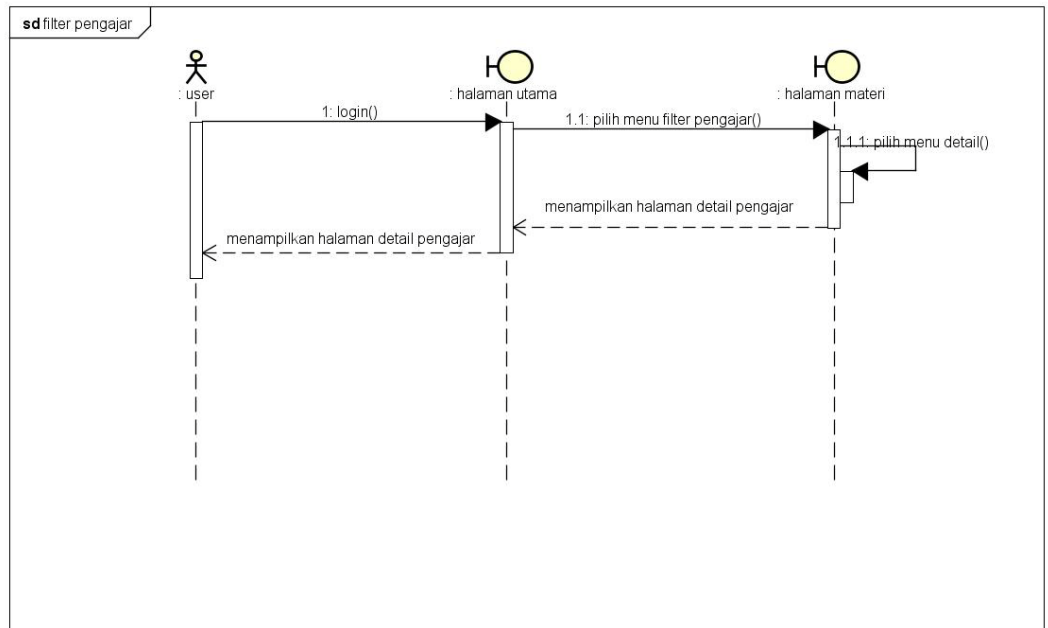 sd filter pengajar
: user
: halaman utama
: halaman materi
1: login()
1.1: pilih menu filter pengajar()
1.1.1: pilih menu detail()
menampilkan halaman detail pengajar
menampilkan halaman detail pengajar